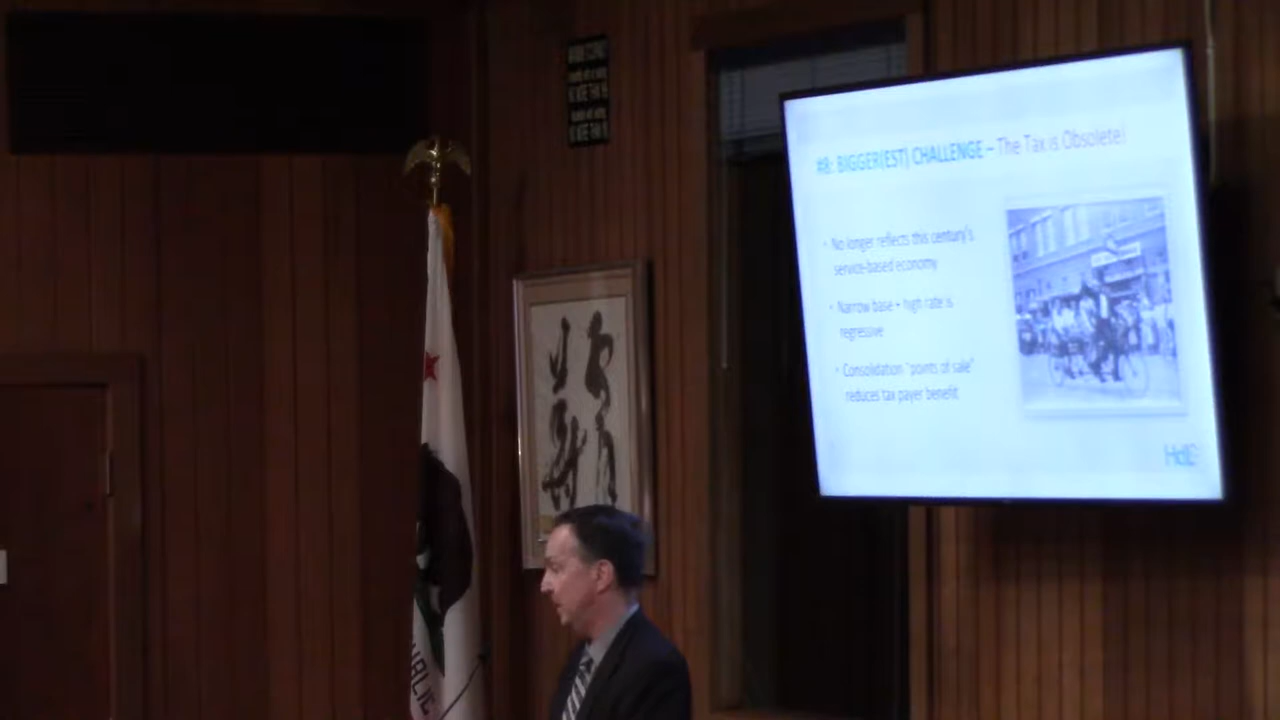 #8: BIGGER(EST) CHALLENGE – The Tax is Obsolete!
No longer reflects this century's
service-based economy
Narrow base + high rate is
regressive
Consolidation "points of sale"
reduces tax payer benefit
HdL